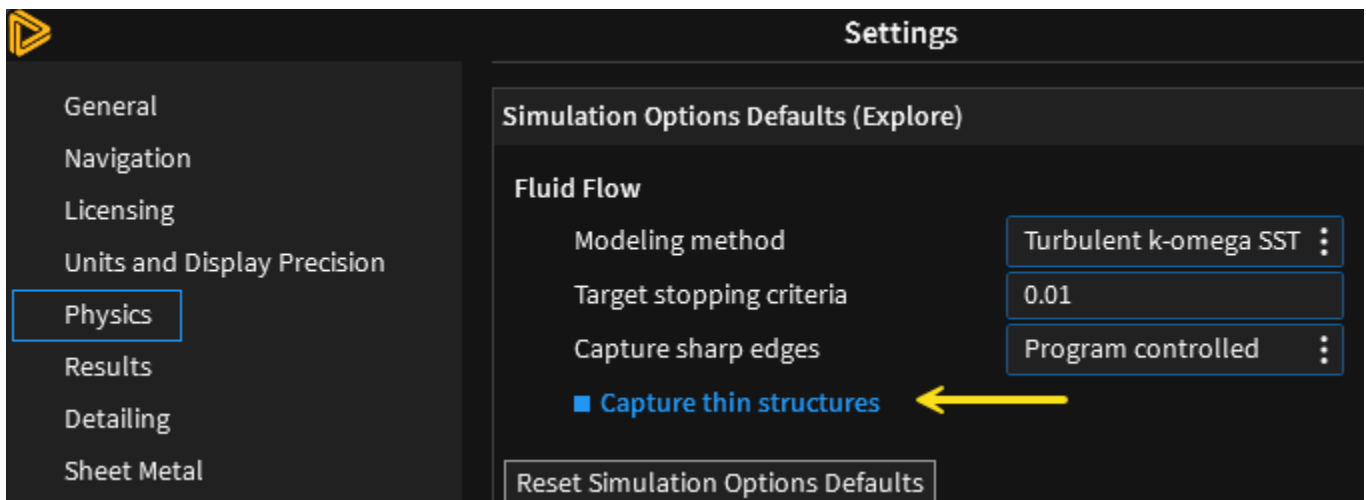 Settings
General
Navigation
Licensing
Units and Display Precision
Physics
Results
Detailing
Sheet Metal
Simulation Options Defaults (Explore)
Fluid Flow
Modeling method Turbulent k-omega SST
Target stopping criteria 0.01
Capture sharp edges Program controlled
Capture thin structures
Reset Simulation Options Defaults